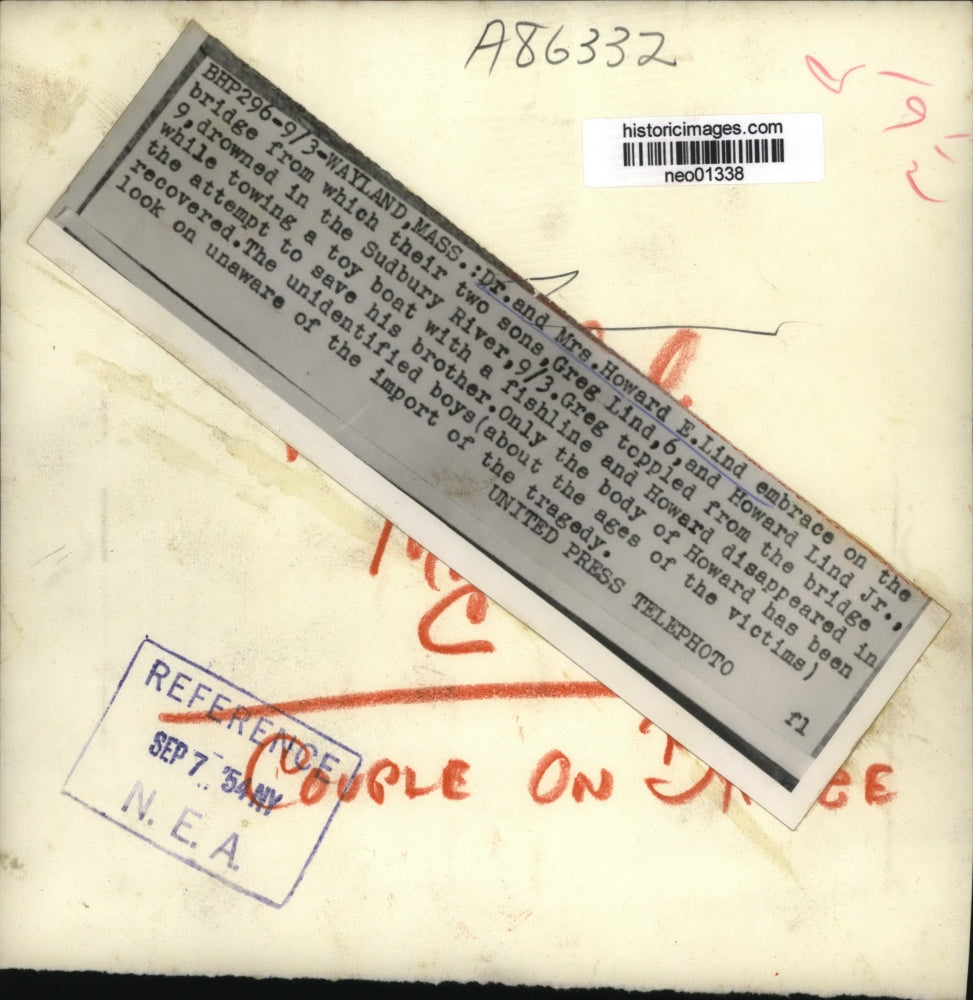 A86332
historicimages.com
neo01338
BHP296-9/3-WAYLAND,MASS.:Dr.and Mrs.Howard E.Lind embrace on the
bridge from which their two sons,Greg Lind,6,and Howard Lind Jr.,
9,drowned in the Sudbury River,9/3.Greg toppled from the bridge
while towing a toy boat with a fishline and Howard disappeared in
the attempt to save his brother.Only the body of Howard has been
recovered.The unidentified boys(about the ages of the victims)
look on unaware of the import of the tragedy.
UNITED PRESS TELEPHOTO
fl
COUPLE ON
REFERENCE
SEP 7 '54 NY
N. E. A.